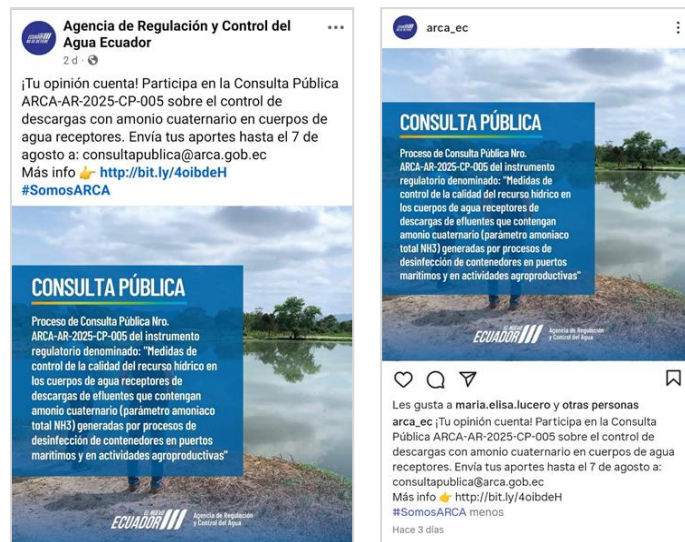 Agencia de Regulación y Control del
Agua Ecuador
2 d
¡Tu opinión cuenta! Participa en la Consulta Pública
ARCA-AR-2025-CP-005 sobre el control de
descargas con amonio cuaternario en cuerpos de
agua receptores. Envía tus aportes hasta el 7 de
agosto a: consultapublica@arca.gob.ec
Más info 👉 http://bit.ly/4oibdeH
#SomosARCA
CONSULTA PÚBLICA
Proceso de Consulta Pública Nro.
ARCA-AR-2025-CP-005 del instrumento
regulatorio denominado: "Medidas de
control de la calidad del recurso hídrico en
los cuerpos de agua receptores de
descargas de efluentes que contengan
amonio cuaternario (parámetro amoniaco
total NH3) generadas por procesos de
desinfección de contenedores en puertos
marítimos y en actividades agroproductivas"
EL NUEVO
ECUADOR
Agencia de Regulación
y Control del Agua
arca_ec
CONSULTA PÚBLICA
Proceso de Consulta Pública Nro.
ARCA-AR-2025-CP-005 del instrumento
regulatorio denominado: "Medidas de
control de la calidad del recurso hídrico en
los cuerpos de agua receptores de
descargas de efluentes que contengan
amonio cuaternario (parámetro amoniaco
total NH3) generadas por procesos de
desinfección de contenedores en puertos
marítimos y en actividades agroproductivas"
EL NUEVO
ECUADOR
Agencia de Regulación
y Control del Agua
Les gusta a maria.elisa.lucero y otras personas
arca_ec ¡Tu opinión cuenta! Participa en la Consulta
Pública ARCA-AR-2025-CP-005 sobre el control de
descargas con amonio cuaternario en cuerpos de agua
receptores. Envía tus aportes hasta el 7 de agosto a:
consultapublica@arca.gob.ec
Más info 👉 http://bit.ly/4oibdeH
#SomosARCA menos
Hace 3 días